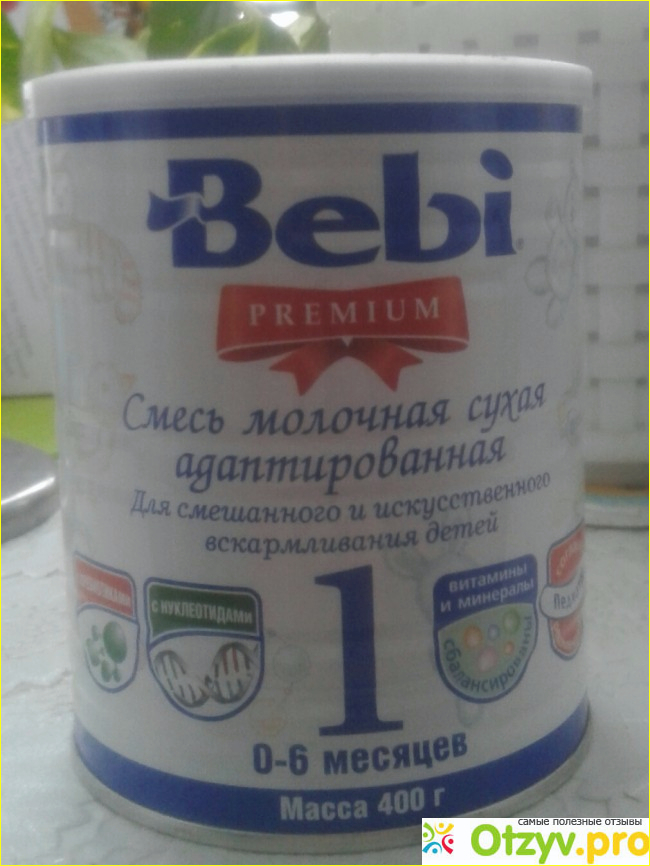 Bebi
PREMIUM
Смесь молочная сухая
адаптированная
Для смешанного и искусственного
вскармливания детей
С НУКЛЕОТИДАМИ
1
витамины
и минералы
сбалансированы
0-6 месяцев
Масса 400 г
самые полезные отзывы
Otzyv.pro